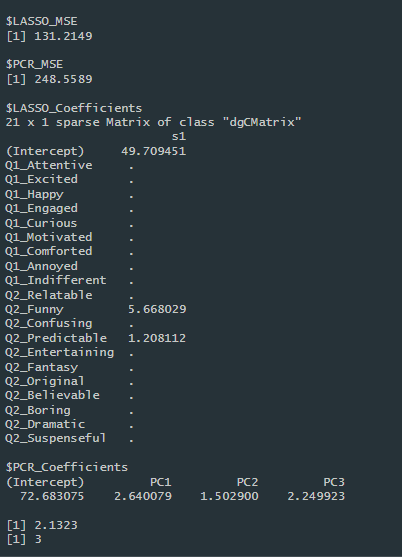 $LASSO_MSE
[1] 131.2149
$PCR_MSE
[1] 248.5589
$LASSO_Coefficients
21 x 1 sparse Matrix of class "dgCMatrix"
s1
(Intercept) 49.709451
Q1_Attentive .
Q1_Excited .
Q1_Happy .
Q1_Engaged .
Q1_Curious .
Q1_Motivated .
Q1_Comforted .
Q1_Annoyed .
Q1_Indifferent .
Q2_Relatable .
Q2_Funny 5.668029
Q2_Confusing .
Q2_Predictable 1.208112
Q2_Entertaining .
Q2_Fantasy .
Q2_Original .
Q2_Believable .
Q2_Boring .
Q2_Dramatic .
Q2_Suspenseful .
$PCR_Coefficients
(Intercept) PC1 PC2 PC3
72.683075 2.640079 1.502900 2.249923
[1] 2.1323
[1] 3